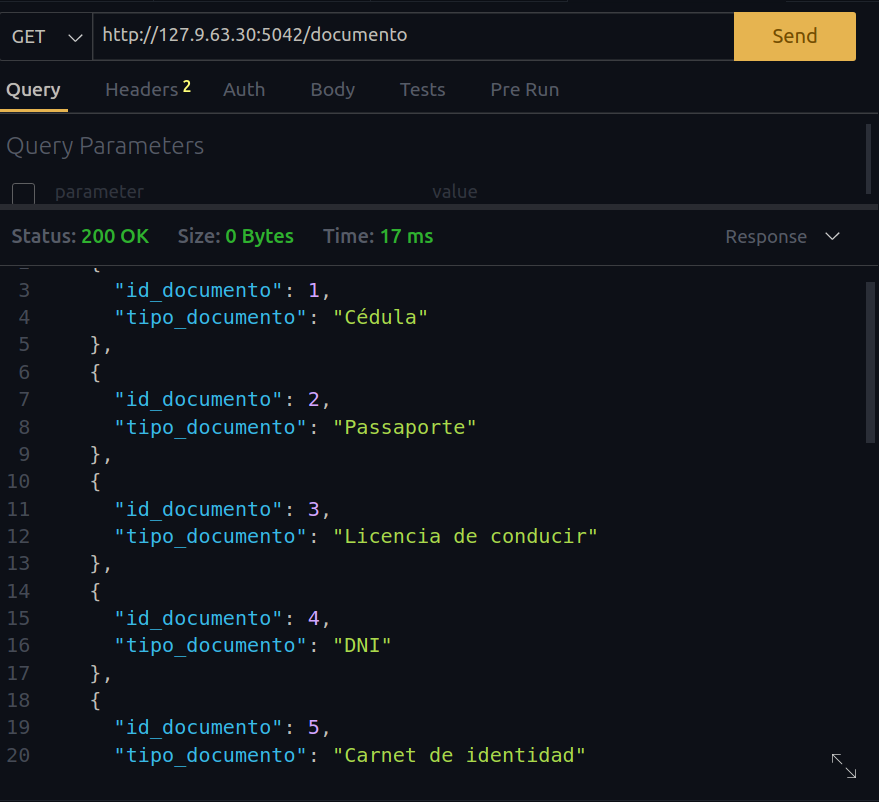 GET http://127.9.63.30:5042/documento Send
Query Headers 2 Auth Body Tests Pre Run
Query Parameters
parameter value
Status: 200 OK Size: 0 Bytes Time: 17 ms Response
2 {
3 "id_documento": 1,
4 "tipo_documento": "Cédula"
5 },
6 {
7 "id_documento": 2,
8 "tipo_documento": "Passaporte"
9 },
10 {
11 "id_documento": 3,
12 "tipo_documento": "Licencia de conducir"
13 },
14 {
15 "id_documento": 4,
16 "tipo_documento": "DNI"
17 },
18 {
19 "id_documento": 5,
20 "tipo_documento": "Carnet de identidad"